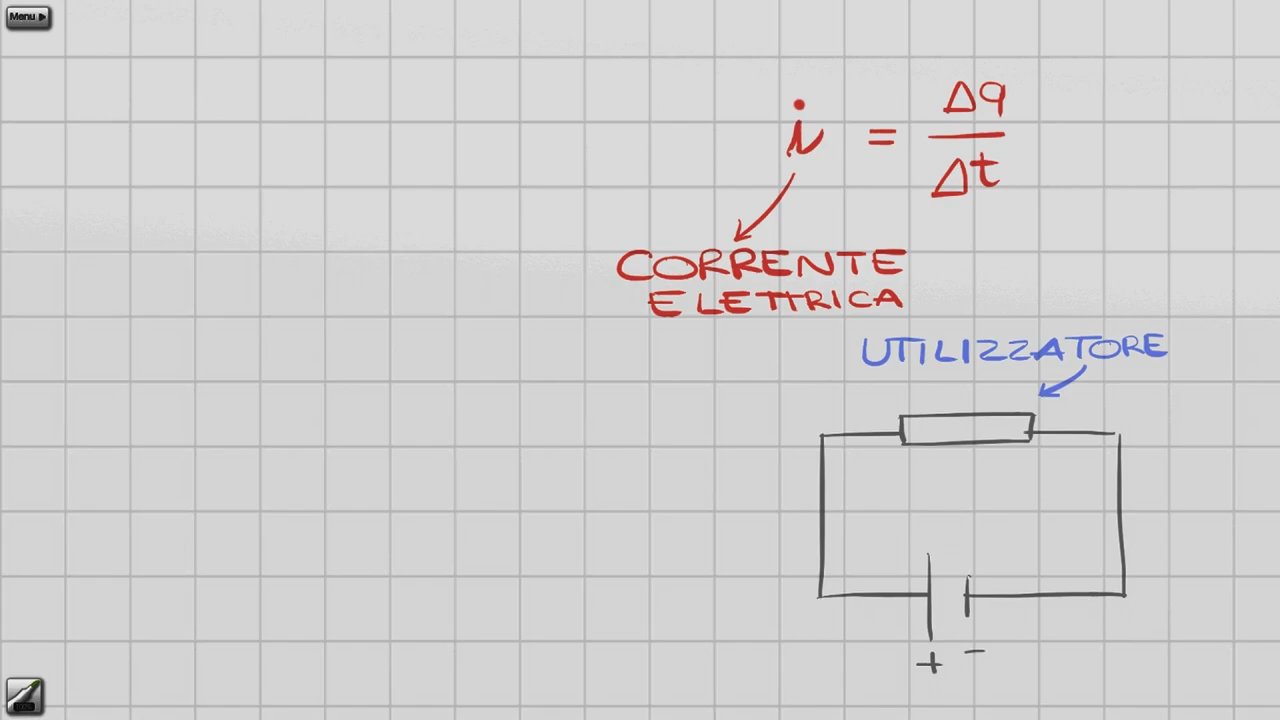 Menu
i = Δq/Δt
CORRENTE
ELETTRICA
UTILIZZATORE
+ -